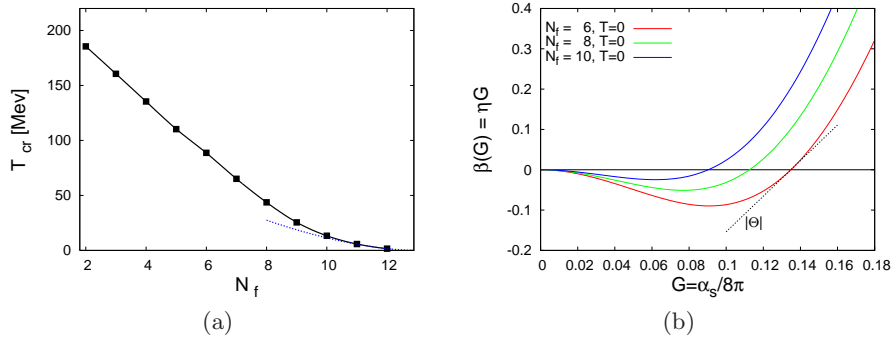 200
150
100
50
0
T cr [Mev]
2 4 6 8 10 12
N f
(a)
0.4
0.3
0.2
0.1
0
-0.1
-0.2
β(G) = ηG
N f = 6, T=0
N f = 8, T=0
N f = 10, T=0
|Θ|
0 0.02 0.04 0.06 0.08 0.1 0.12 0.14 0.16 0.18
G=α s /8π
(b)